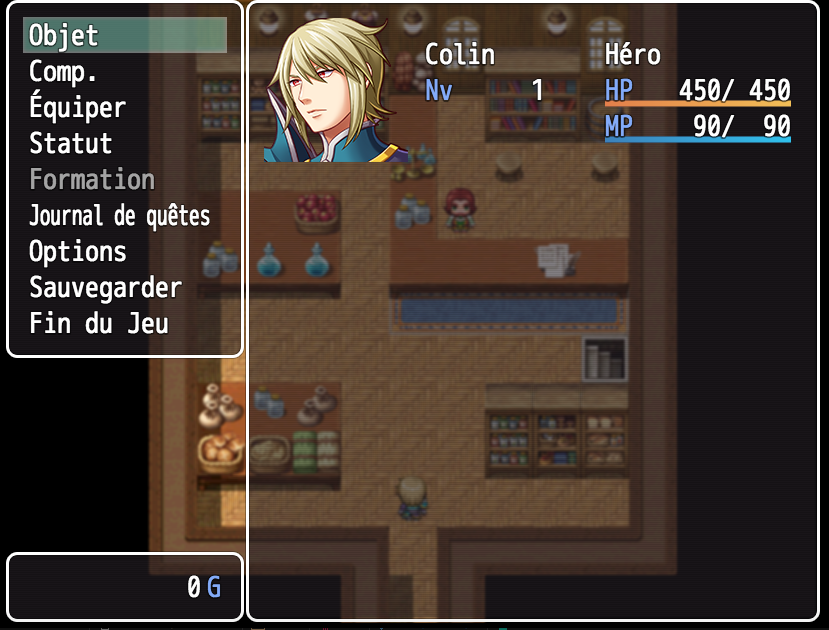 Objet
Comp.
Équiper
Statut
Formation
Journal de quêtes
Options
Sauvegarder
Fin du Jeu
Colin
Nv 1
Héro
HP 450/ 450
MP 90/ 90
0 G